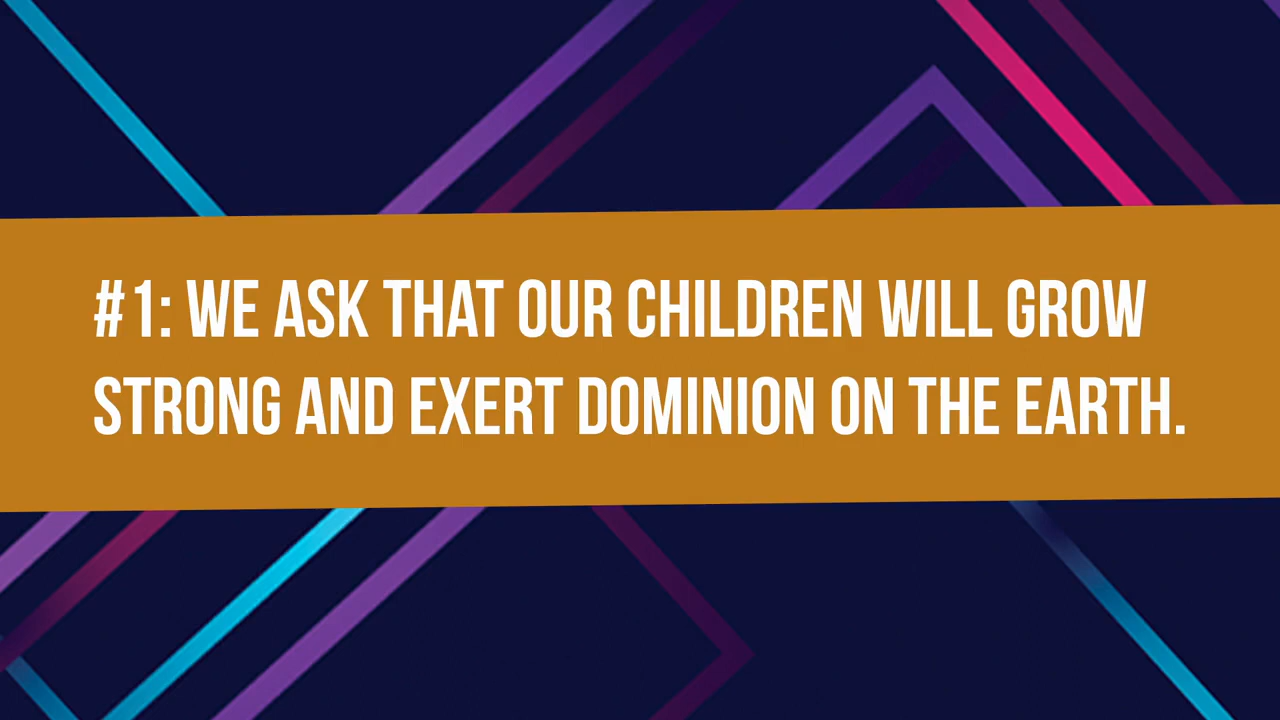 #1: WE ASK THAT OUR CHILDREN WILL GROW
STRONG AND EXERT DOMINION ON THE EARTH.